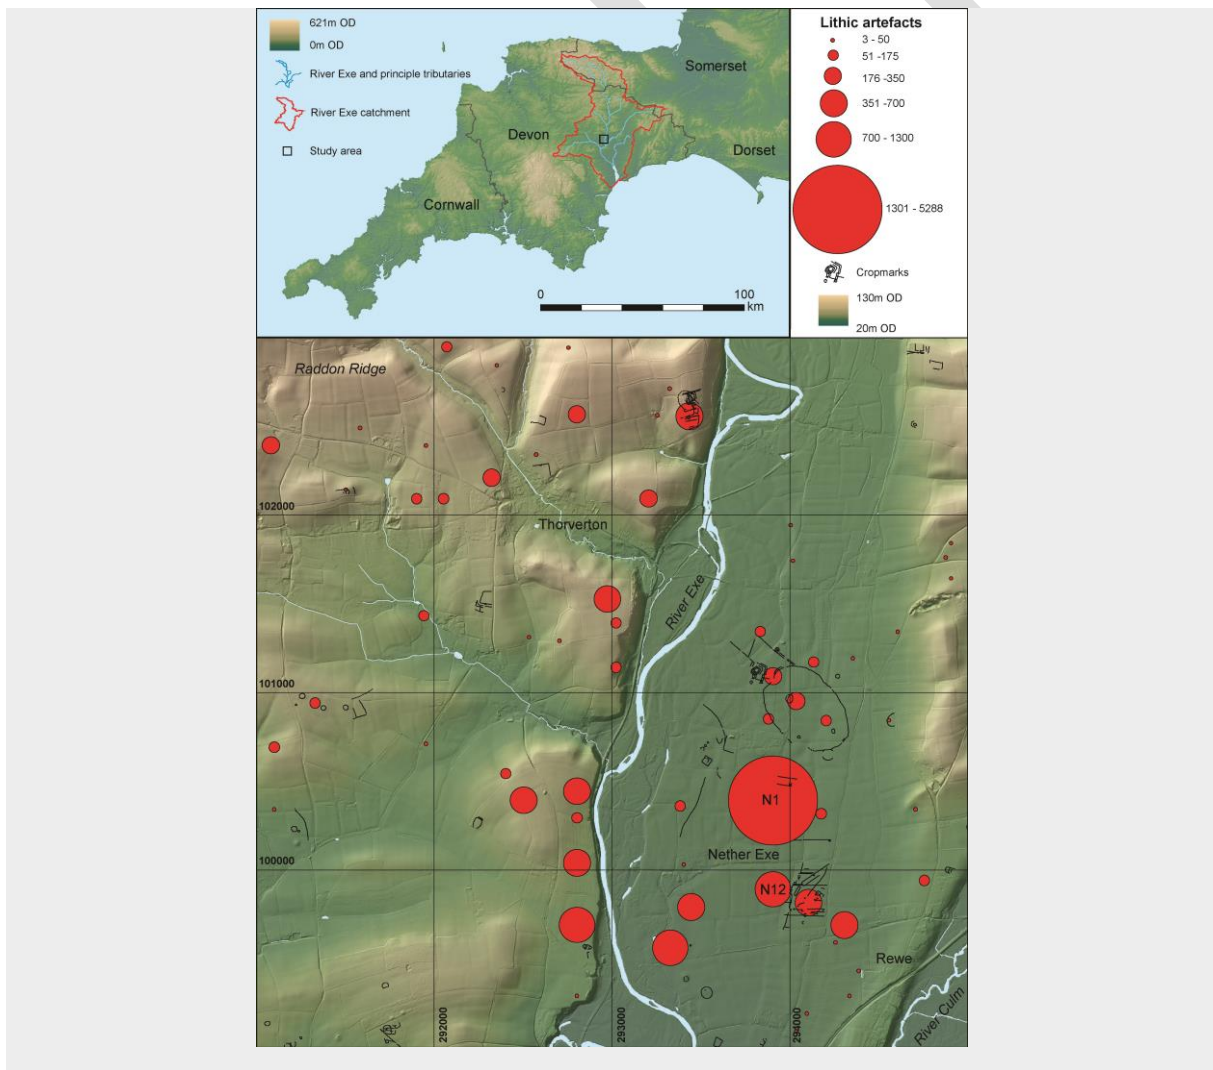 621m OD
0m OD
River Exe and principle tributaries
River Exe catchment
Study area
Somerset
Devon
Dorset
Cornwall
0 100
km
Lithic artefacts
3 - 50
51 -175
176 -350
351 -700
700 - 1300
1301 - 5288
Cropmarks
130m OD
20m OD
Raddon Ridge
102000
Thorverton
River Exe
101000
N1
Nether Exe
100000
N12
Rewe
River Culm
292000
293000
294000